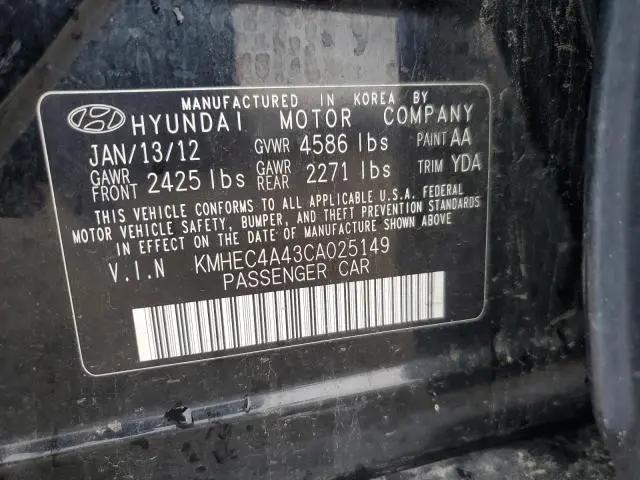 MANUFACTURED IN KOREA BY
HYUNDAI MOTOR COMPANY
JAN/13/12 GVWR 4586 lbs PAINT AA
GAWR FRONT 2425 lbs GAWR REAR 2271 lbs TRIM YDA
THIS VEHICLE CONFORMS TO ALL APPLICABLE U.S.A. FEDERAL
MOTOR VEHICLE SAFETY, BUMPER, AND THEFT PREVENTION STANDARDS
IN EFFECT ON THE DATE OF MANUFACTURE SHOWN ABOVE
V.I.N KMHEC4A43CA025149
PASSENGER CAR